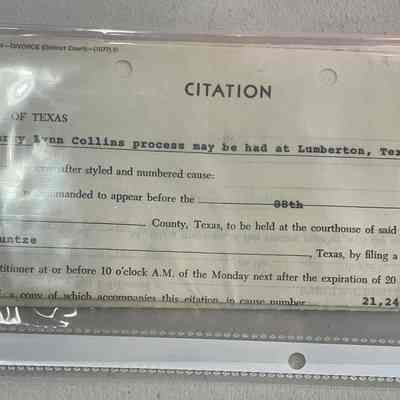 —DIVORCE (District Court)—(1077)
CITATION
OF TEXAS
Lynn Collins process may be had at Lumberton, Tex
after styled and numbered cause:
commanded to appear before the 88th
County, Texas, to be held at the courthouse of said
untze , Texas, by filing a
titioner at or before 10 o'clock A.M. of the Monday next after the expiration of 20
a copy of which accompanies this citation, in cause number 21,24